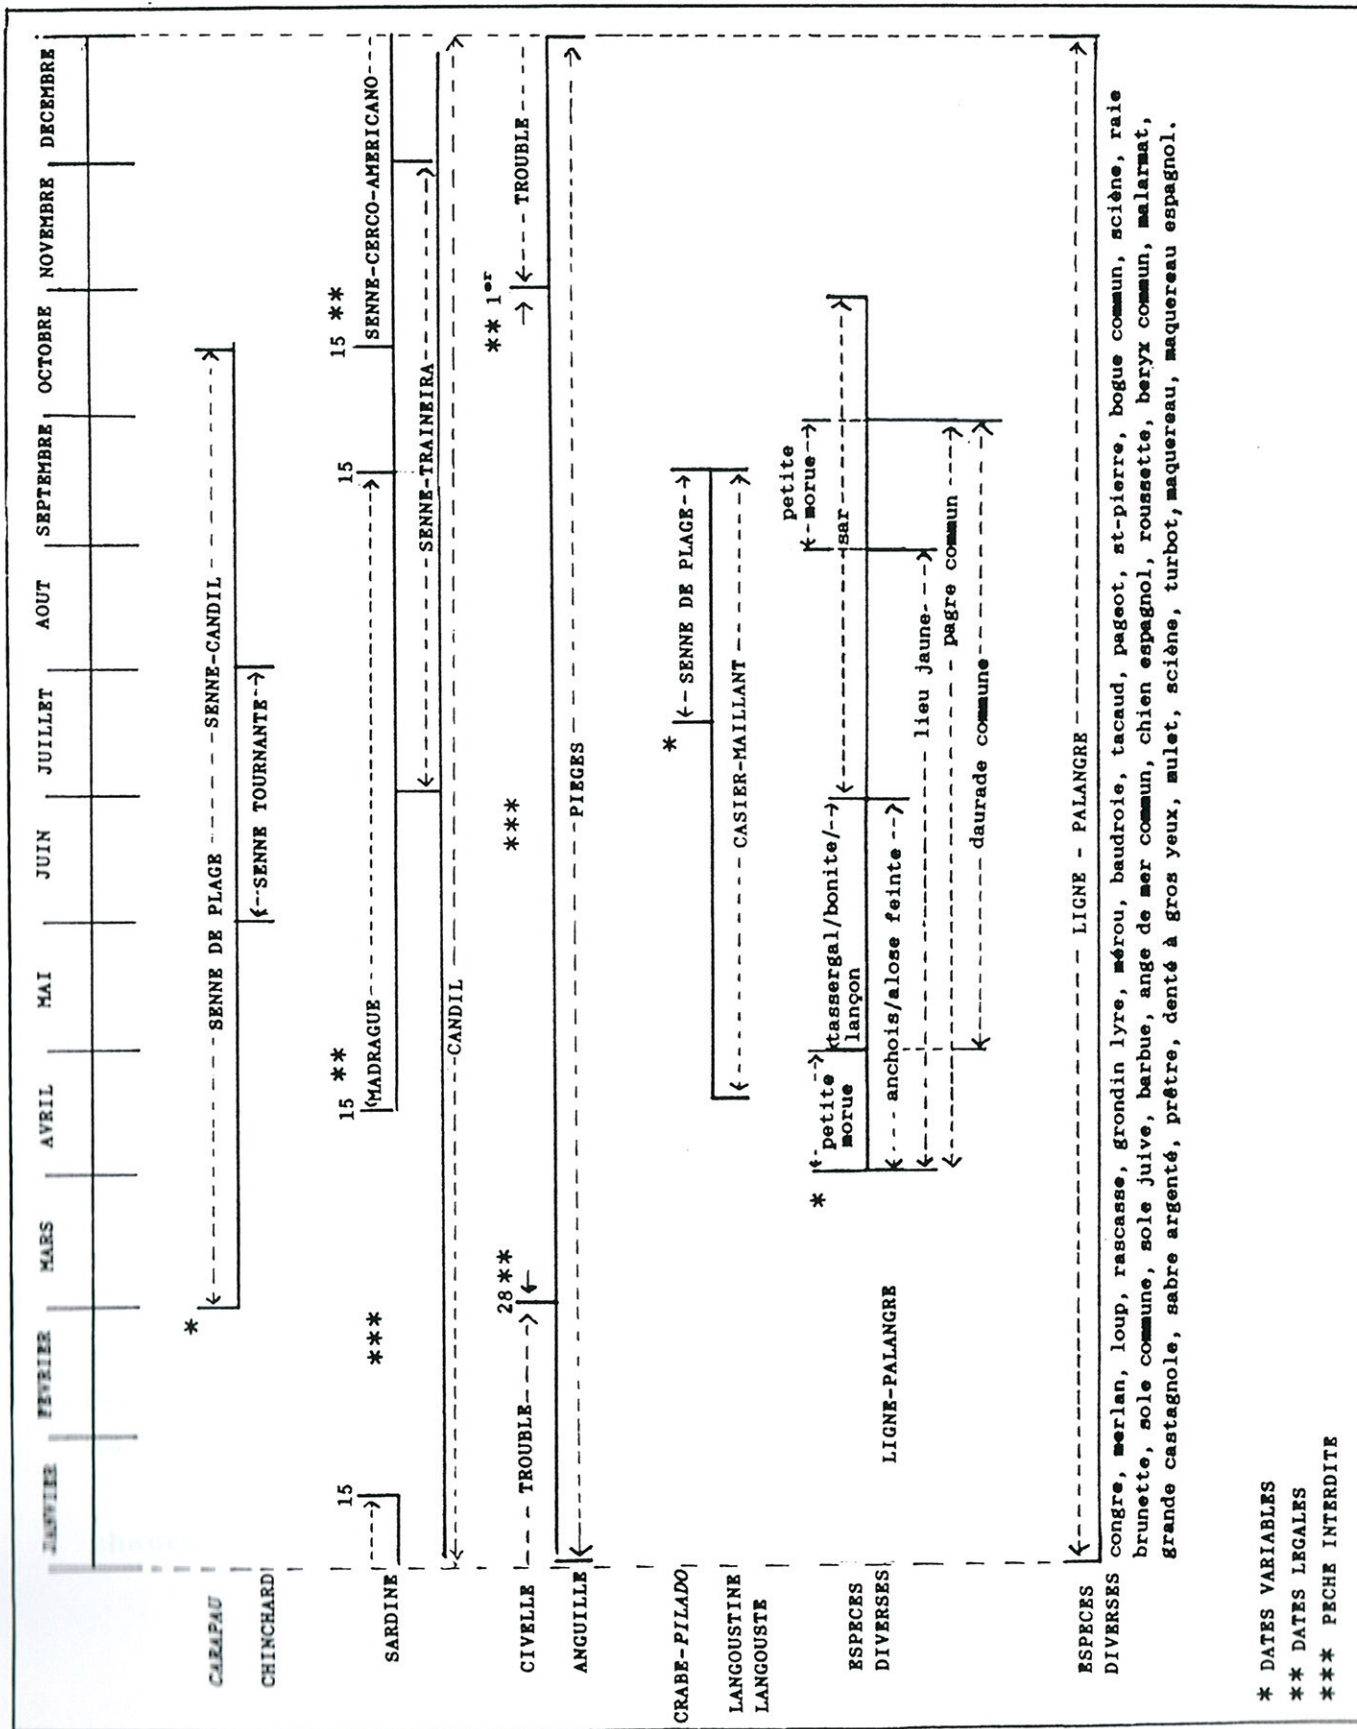 JANVIER FEVRIER MARS AVRIL MAI JUIN JUILLET AOUT SEPTEMBRE OCTOBRE NOVEMBRE DECEMBRE
*
CARAPAU SENNE DE PLAGE SENNE-CANDIL
CHINCHARD SENNE TOURNANTE
15 *** 15 ** 15 15 **
SARDINE MADRAGUE SENNE-CERCO-AMERICANO
SENNE-TRAINEIRA
CANDIL
28 ** *** ** 1er
CIVELLE TROUBLE TROUBLE
ANGUILLE PIEGES
*
CRABE-PILADO SENNE DE PLAGE
LANGOUSTINE CASIER-MAILLANT
LANGOUSTE
*
petite
morue
tassergal/bonite/
lançon
petite
morue
sar
ESPECES
DIVERSES
LIGNE-PALANGRE
anchois/alose feinte
lieu jaune
pagre commun
daurade commune
ESPECES LIGNE - PALANGRE
DIVERSES
congre, merlan, loup, rascasse, grondin lyre, mérou, baudroie, tacaud, pageot, st-pierre, bogue commun, sciène, raie
brunette, sole commune, sole juive, barbue, ange de mer commun, chien espagnol, roussette, beryx commun, malarmat,
grande castagnole, sabre argenté, prêtre, denté à gros yeux, mulet, sciène, turbot, maquereau, maquereau espagnol.
* DATES VARIABLES
** DATES LEGALES
*** PECHE INTERDITE